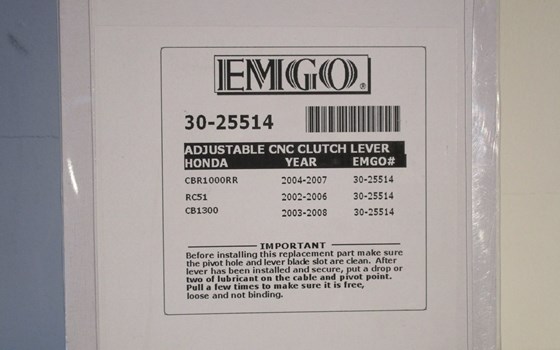 EMGO®
30-25514
ADJUSTABLE CNC CLUTCH LEVER
HONDA YEAR EMGO#
CBR1000RR 2004-2007 30-25514
RC51 2002-2006 30-25514
CB1300 2003-2008 30-25514
IMPORTANT
Before installing this replacement part make sure
the pivot hole and lever blade slot are clean. After
lever has been installed and secure, put a drop or
two of lubricant on the cable and pivot point.
Pull a few times to make sure it is free,
loose and not binding.